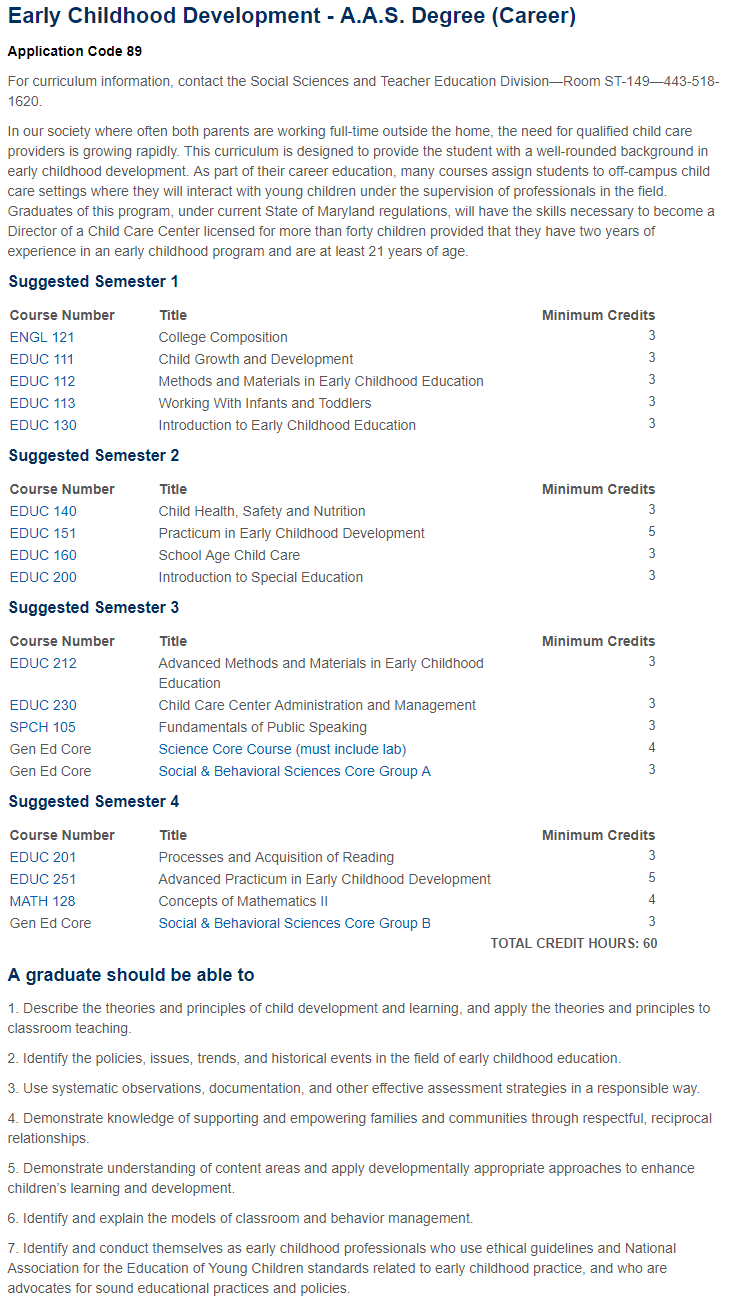 Early Childhood Development - A.A.S. Degree (Career)
Application Code 89
For curriculum information, contact the Social Sciences and Teacher Education Division—Room ST-149—443-518-
1620.
In our society where often both parents are working full-time outside the home, the need for qualified child care
providers is growing rapidly. This curriculum is designed to provide the student with a well-rounded background in
early childhood development. As part of their career education, many courses assign students to off-campus child
care settings where they will interact with young children under the supervision of professionals in the field.
Graduates of this program, under current State of Maryland regulations, will have the skills necessary to become a
Director of a Child Care Center licensed for more than forty children provided that they have two years of
experience in an early childhood program and are at least 21 years of age.
Suggested Semester 1
Course Number Title Minimum Credits
ENGL 121 College Composition 3
EDUC 111 Child Growth and Development 3
EDUC 112 Methods and Materials in Early Childhood Education 3
EDUC 113 Working With Infants and Toddlers 3
EDUC 130 Introduction to Early Childhood Education 3
Suggested Semester 2
Course Number Title Minimum Credits
EDUC 140 Child Health, Safety and Nutrition 3
EDUC 151 Practicum in Early Childhood Development 5
EDUC 160 School Age Child Care 3
EDUC 200 Introduction to Special Education 3
Suggested Semester 3
Course Number Title Minimum Credits
EDUC 212 Advanced Methods and Materials in Early Childhood 3
Education
EDUC 230 Child Care Center Administration and Management 3
SPCH 105 Fundamentals of Public Speaking 3
Gen Ed Core Science Core Course (must include lab) 4
Gen Ed Core Social & Behavioral Sciences Core Group A 3
Suggested Semester 4
Course Number Title Minimum Credits
EDUC 201 Processes and Acquisition of Reading 3
EDUC 251 Advanced Practicum in Early Childhood Development 5
MATH 128 Concepts of Mathematics II 4
Gen Ed Core Social & Behavioral Sciences Core Group B 3
TOTAL CREDIT HOURS: 60
A graduate should be able to
1. Describe the theories and principles of child development and learning, and apply the theories and principles to
classroom teaching.
2. Identify the policies, issues, trends, and historical events in the field of early childhood education.
3. Use systematic observations, documentation, and other effective assessment strategies in a responsible way.
4. Demonstrate knowledge of supporting and empowering families and communities through respectful, reciprocal
relationships.
5. Demonstrate understanding of content areas and apply developmentally appropriate approaches to enhance
children’s learning and development.
6. Identify and explain the models of classroom and behavior management.
7. Identify and conduct themselves as early childhood professionals who use ethical guidelines and National
Association for the Education of Young Children standards related to early childhood practice, and who are
advocates for sound educational practices and policies.